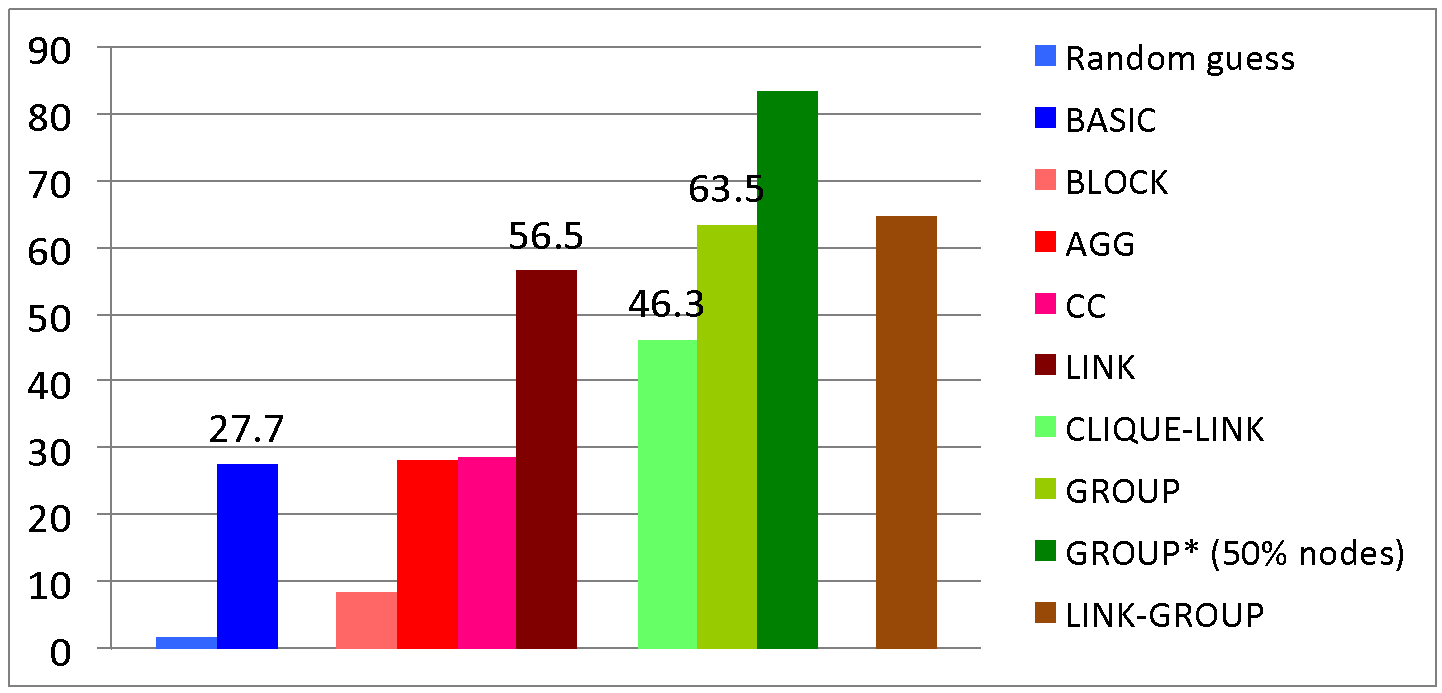 90
80
70
60
50
40
30
20
10
0
27.7
56.5
46.3
63.5
Random guess
BASIC
BLOCK
AGG
CC
LINK
CLIQUE-LINK
GROUP
GROUP* (50% nodes)
LINK-GROUP